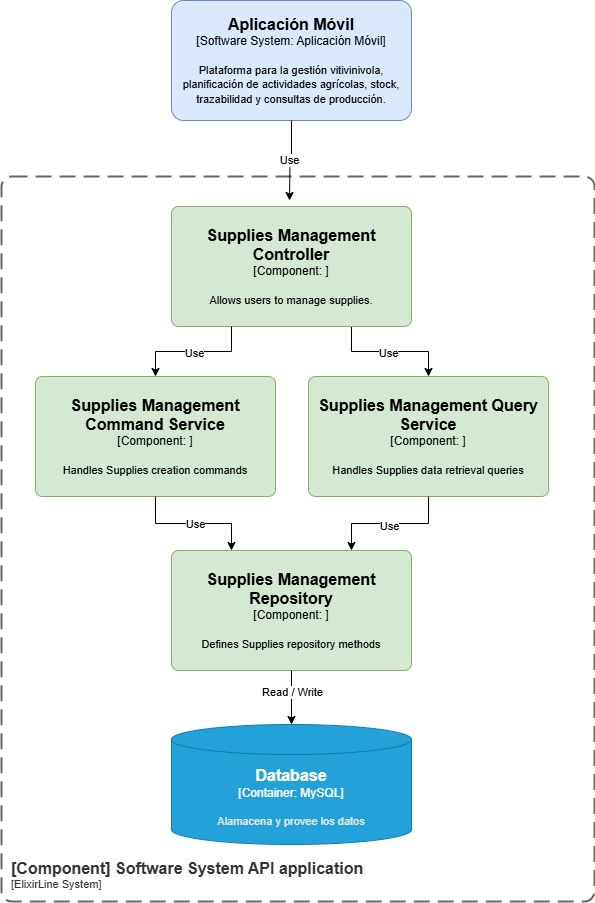 Aplicación Móvil
[Software System: Aplicación Móvil]
Plataforma para la gestión vitivinivola,
planificación de actividades agrícolas, stock,
trazabilidad y consultas de producción.
Use
Supplies Management
Controller
[Component: ]
Allows users to manage supplies.
Use
Use
Supplies Management
Command Service
[Component: ]
Handles Supplies creation commands
Supplies Management Query
Service
[Component: ]
Handles Supplies data retrieval queries
Use
Use
Supplies Management
Repository
[Component: ]
Defines Supplies repository methods
Read / Write
Database
[Container: MySQL]
Alamacena y provee los datos
[Component] Software System API application
[ElixirLine System]